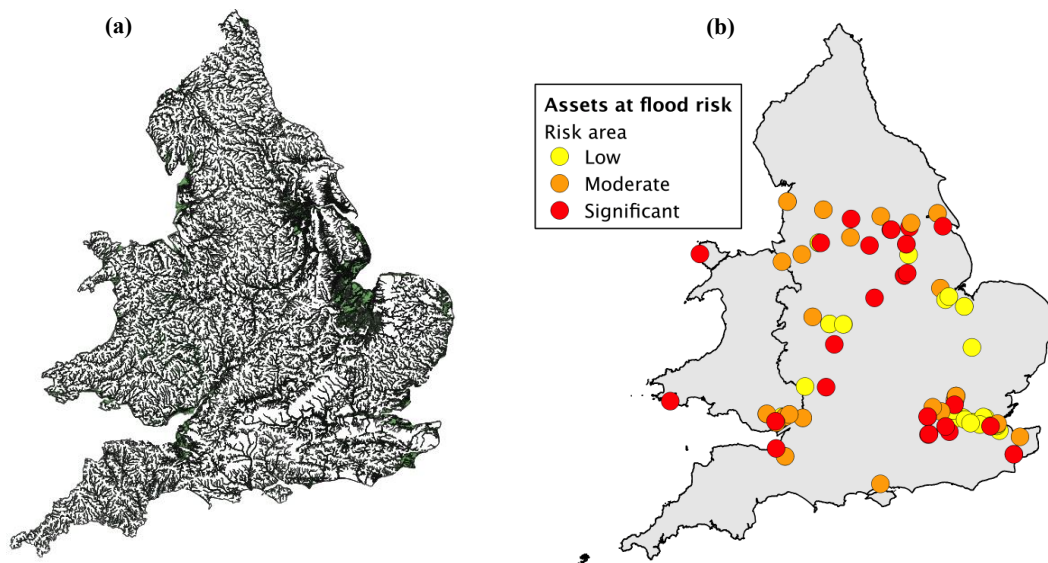 (a)
(b)
Assets at flood risk
Risk area
Low
Moderate
Significant